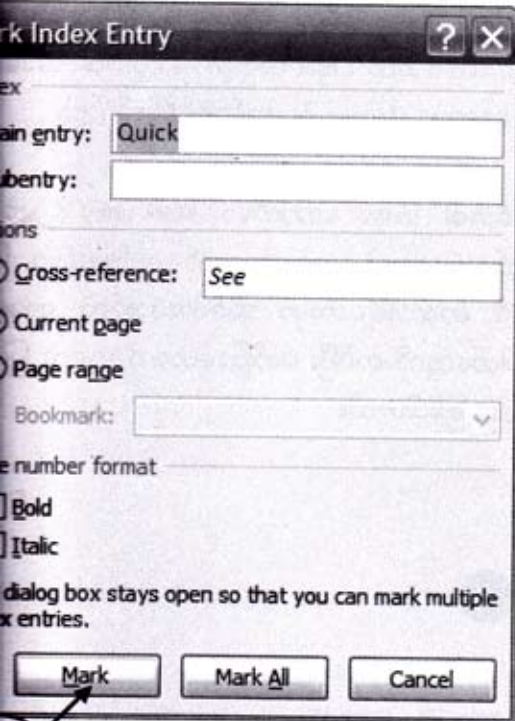 rk Index Entry
ex
ain entry: Quick
ubentry:
ions
Cross-reference: See
Current page
Page range
Bookmark:
e number format
Bold
Italic
dialog box stays open so that you can mark multiple
x entries.
Mark Mark All Cancel